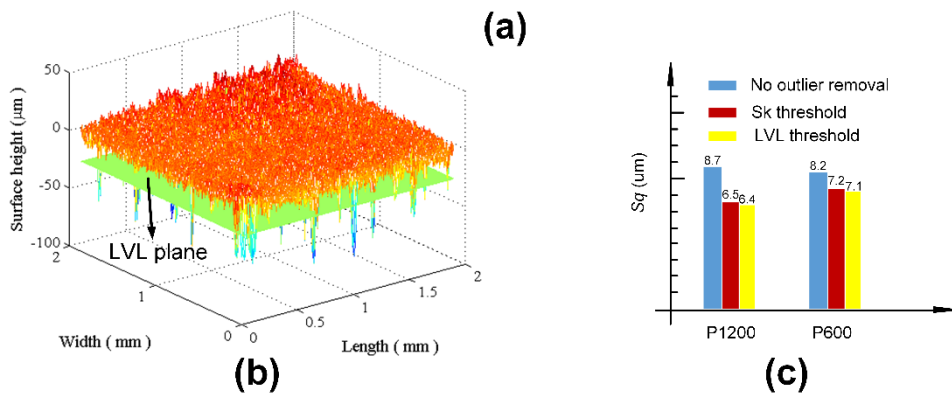 (a)
50
0
-50
-100
Surface height (µm)
LVL plane
2
1
0
Width ( mm )
0
0.5
1
1.5
2
Length ( mm )
(b)
No outlier removal
Sk threshold
LVL threshold
Sq (um)
8.7
6.5
6.4
8.2
7.2
7.1
P1200
P600
(c)